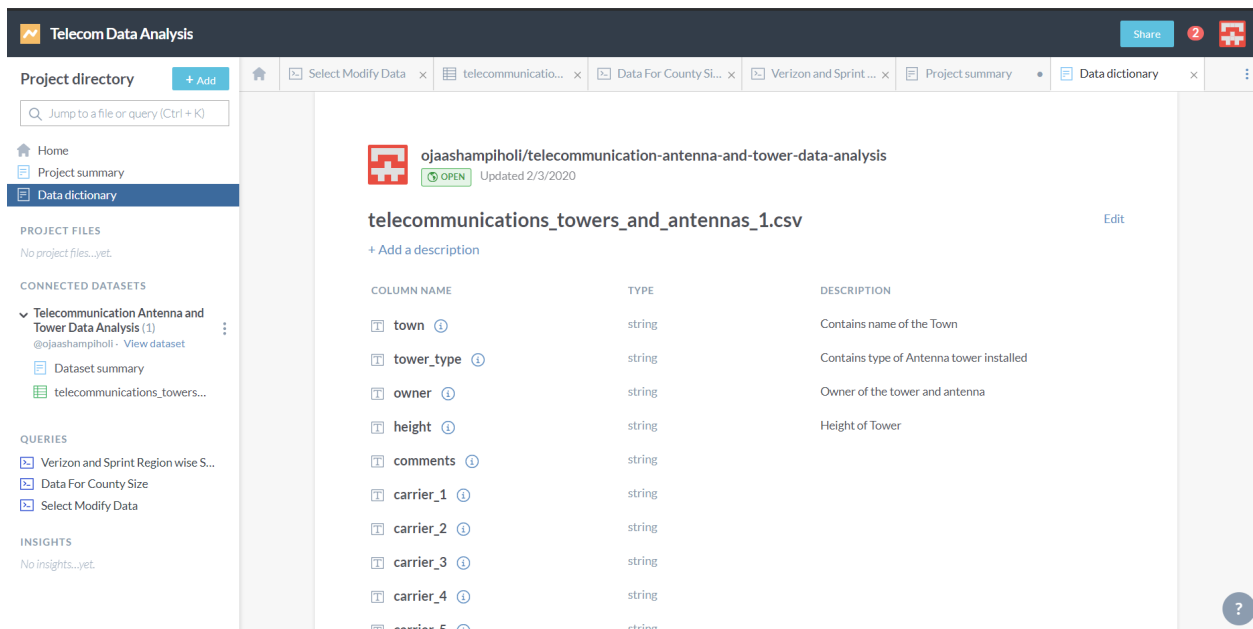 Telecom Data Analysis
Share
2
Project directory
+ Add
Jump to a file or query (Ctrl + K)
Home
Project summary
Data dictionary
PROJECT FILES
No project files...yet.
CONNECTED DATASETS
Telecommunication Antenna and
Tower Data Analysis (1)
@ojaashampiholi - View dataset
Dataset summary
telecommunications_towers...
QUERIES
Verizon and Sprint Region wise S...
Data For County Size
Select Modify Data
INSIGHTS
No insights...yet.
Select Modify Data x
telecommunicatio... x
Data For County Si... x
Verizon and Sprint ... x
Project summary
Data dictionary x
ojaashampiholi/telecommunication-antenna-and-tower-data-analysis
OPEN Updated 2/3/2020
telecommunications_towers_and_antennas_1.csv
Edit
+ Add a description
COLUMN NAME TYPE DESCRIPTION
T town i string Contains name of the Town
T tower_type i string Contains type of Antenna tower installed
T owner i string Owner of the tower and antenna
T height i string Height of Tower
T comments i string
T carrier_1 i string
T carrier_2 i string
T carrier_3 i string
T carrier_4 i string
T carrier_5 i string
?